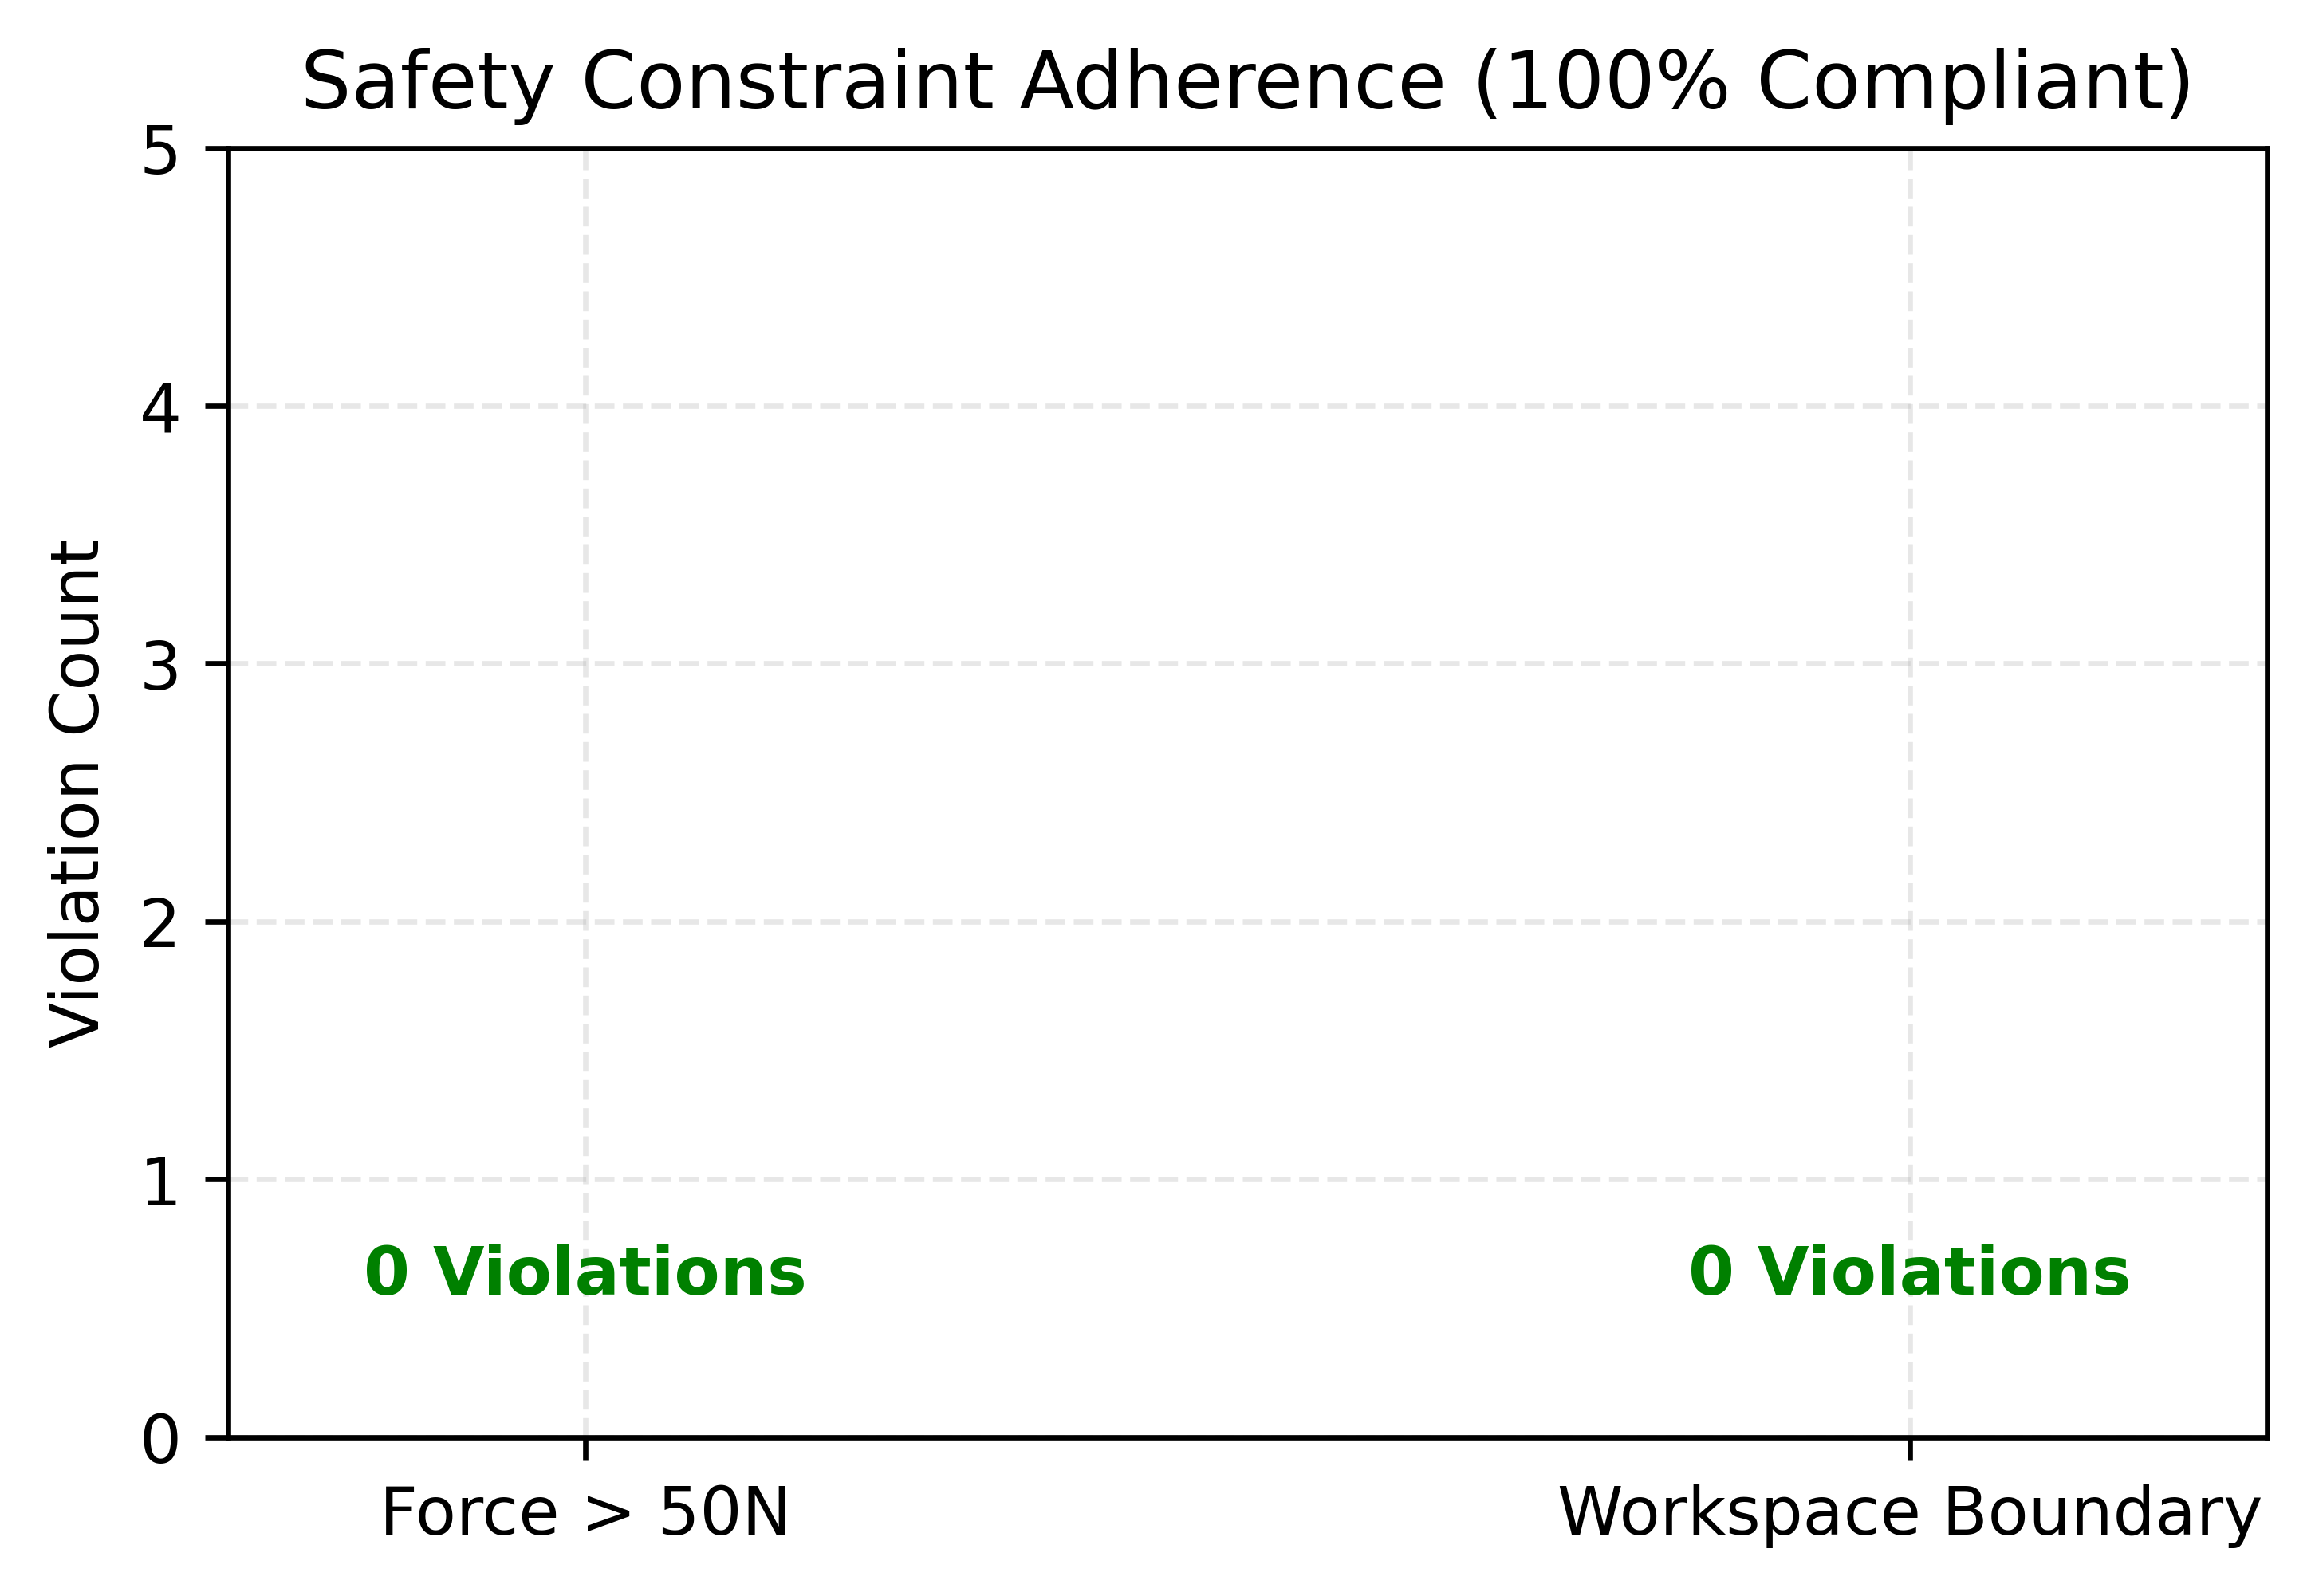 Safety Constraint Adherence (100% Compliant)
5
4
3
2
1
0
Violation Count
0 Violations
0 Violations
Force > 50N
Workspace Boundary